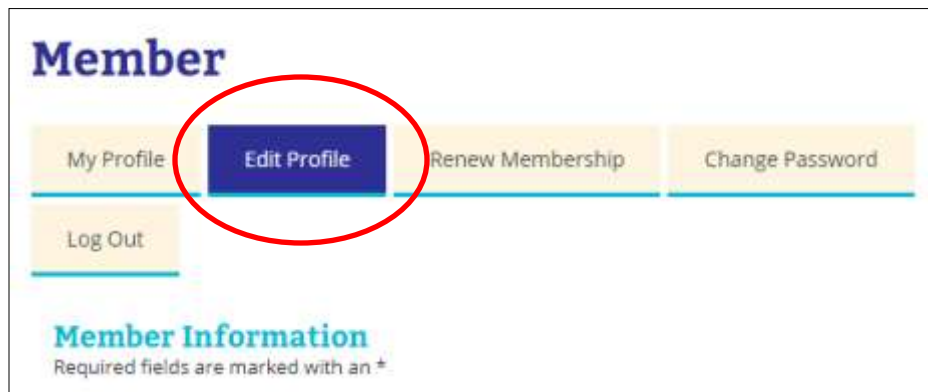 Member
My Profile Edit Profile Renew Membership Change Password
Log Out
Member Information
Required fields are marked with an *